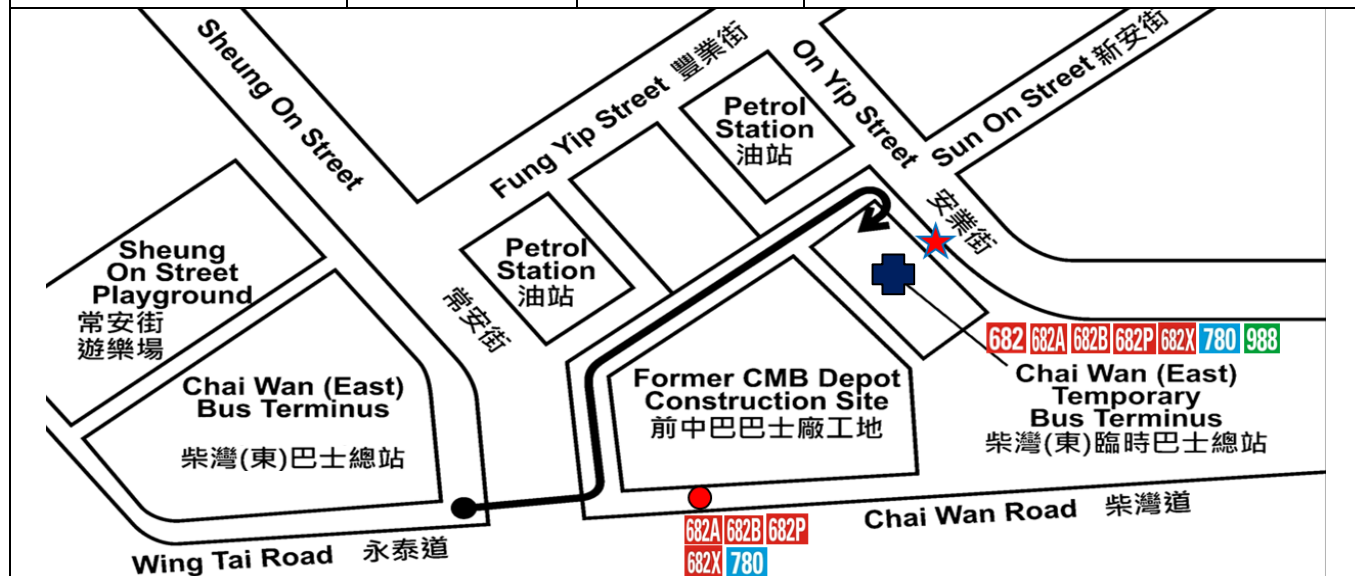 Sheung On Street
Fung Yip Street 豐業街
On Yip Street
安業街
Sun On Street 新安街
Petrol
Station
油站
Petrol
Station
油站
常安街
Sheung
On Street
Playground
常安街
遊樂場
Chai Wan (East)
Bus Terminus
柴灣(東)巴士總站
Former CMB Depot
Construction Site
前中巴巴士廠工地
682 682A 682B 682P 682X 780 988
Chai Wan (East)
Temporary
Bus Terminus
柴灣(東)臨時巴士總站
Wing Tai Road 永泰道
682A 682B 682P
682X 780
Chai Wan Road 柴灣道